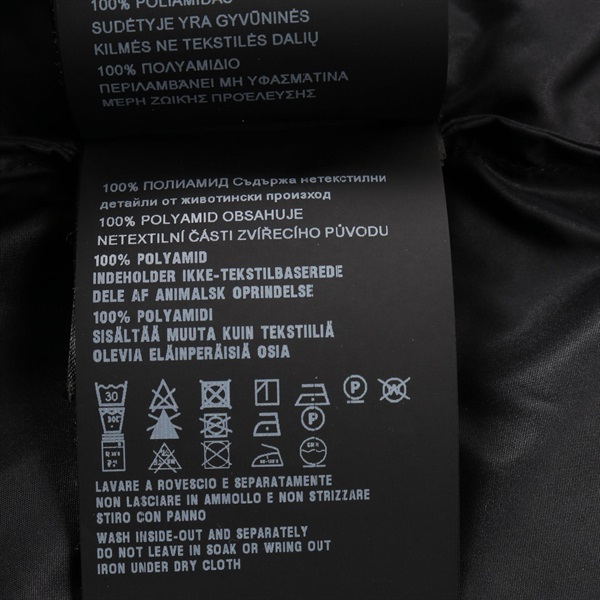 100% POLIAMIDAS
SUDĖTYJE YRA GYVŪNINĖS
KILMĖS NE TEKSTILĖS DALIŲ
100% ΠΟΛΥΑΜΙΔΙΟ
ΠΕΡΙΛΑΜΒΑΝΕΙ ΜΗ ΥΦΑΣΜΑΤΙΝΑ
ΜΕΡΗ ΖΩΙΚΗΣ ΠΡΟΕΛΕΥΣΗΣ
100% ПОЛИАМИД Съдържа нетекстилни
детайли от животински произход
100% POLYAMID OBSAHUJE
NETEXTILNÍ ČÁSTI ZVÍŘECÍHO PŮVODU
100% POLYAMID
INDEHOLDER IKKE-TEKSTILBASEREDE
DELE AF ANIMALSK OPRINDELSE
100% POLYAMIDI
SISÄLTÄÄ MUUTA KUIN TEKSTIILIÄ
OLEVIA ELÄINPERÄISIÄ OSIA
30 P W
P
LAVARE A ROVESCIO E SEPARATAMENTE
NON LASCIARE IN AMMOLLO E NON STRIZZARE
STIRO CON PANNO
WASH INSIDE-OUT AND SEPARATELY
DO NOT LEAVE IN SOAK OR WRING OUT
IRON UNDER DRY CLOTH